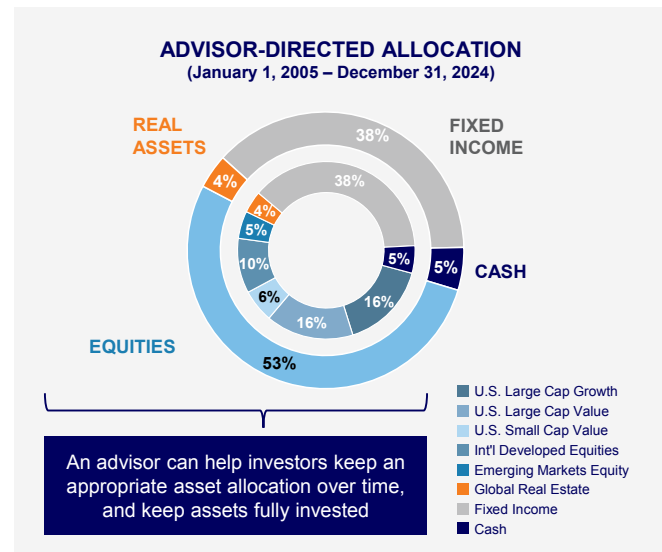 ADVISOR-DIRECTED ALLOCATION
(January 1, 2005 – December 31, 2024)
REAL
ASSETS
FIXED
INCOME
38%
4%
38%
4%
5%
5%
5%
CASH
10%
6%
16%
16%
EQUITIES
53%
U.S. Large Cap Growth
U.S. Large Cap Value
U.S. Small Cap Value
Int'l Developed Equities
Emerging Markets Equity
Global Real Estate
Fixed Income
Cash
An advisor can help investors keep an
appropriate asset allocation over time,
and keep assets fully invested